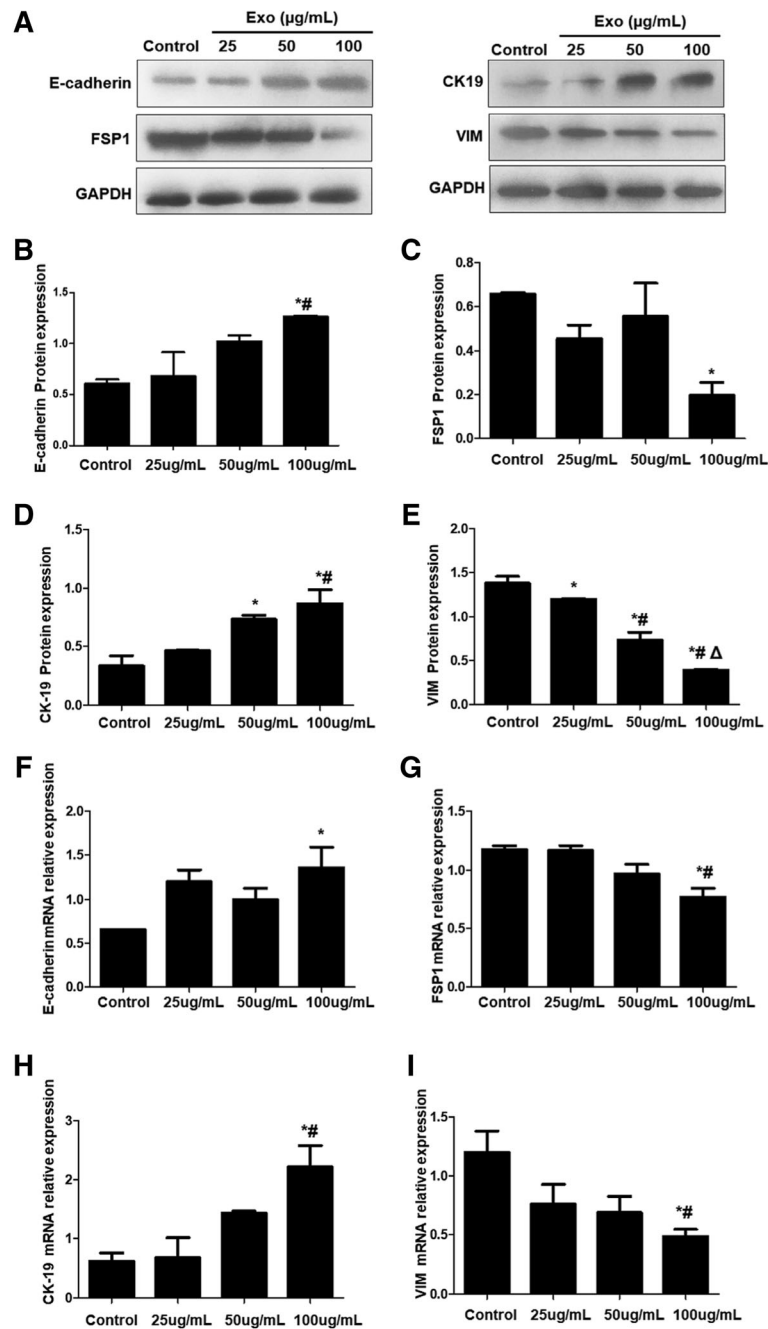 A
Exo (µg/mL)
Control 25 50 100
E-cadherin
FSP1
GAPDH
Exo (µg/mL)
Control 25 50 100
CK19
VIM
GAPDH
B
E-cadherin Protein expression
1.5
1.0
0.5
0.0
*#
Control 25ug/mL 50ug/mL 100ug/mL
C
FSP1 Protein expression
0.8
0.6
0.4
0.2
0.0
*
Control 25ug/mL 50ug/mL 100ug/mL
D
CK-19 Protein expression
1.5
1.0
0.5
0.0
*
*#
Control 25ug/mL 50ug/mL 100ug/mL
E
VIM Protein expression
2.0
1.5
1.0
0.5
0.0
*
*#
*# Δ
Control 25ug/mL 50ug/mL 100ug/mL
F
E-cadherin mRNA relative expression
2.0
1.5
1.0
0.5
0.0
*
Control 25ug/mL 50ug/mL 100ug/mL
G
FSP1 mRNA relative expression
1.5
1.0
0.5
0.0
*#
Control 25ug/mL 50ug/mL 100ug/mL
H
CK-19 mRNA relative expression
3
2
1
0
*#
Control 25ug/mL 50ug/mL 100ug/mL
I
VIM mRNA relative expression
1.5
1.0
0.5
0.0
*#
Control 25ug/mL 50ug/mL 100ug/mL